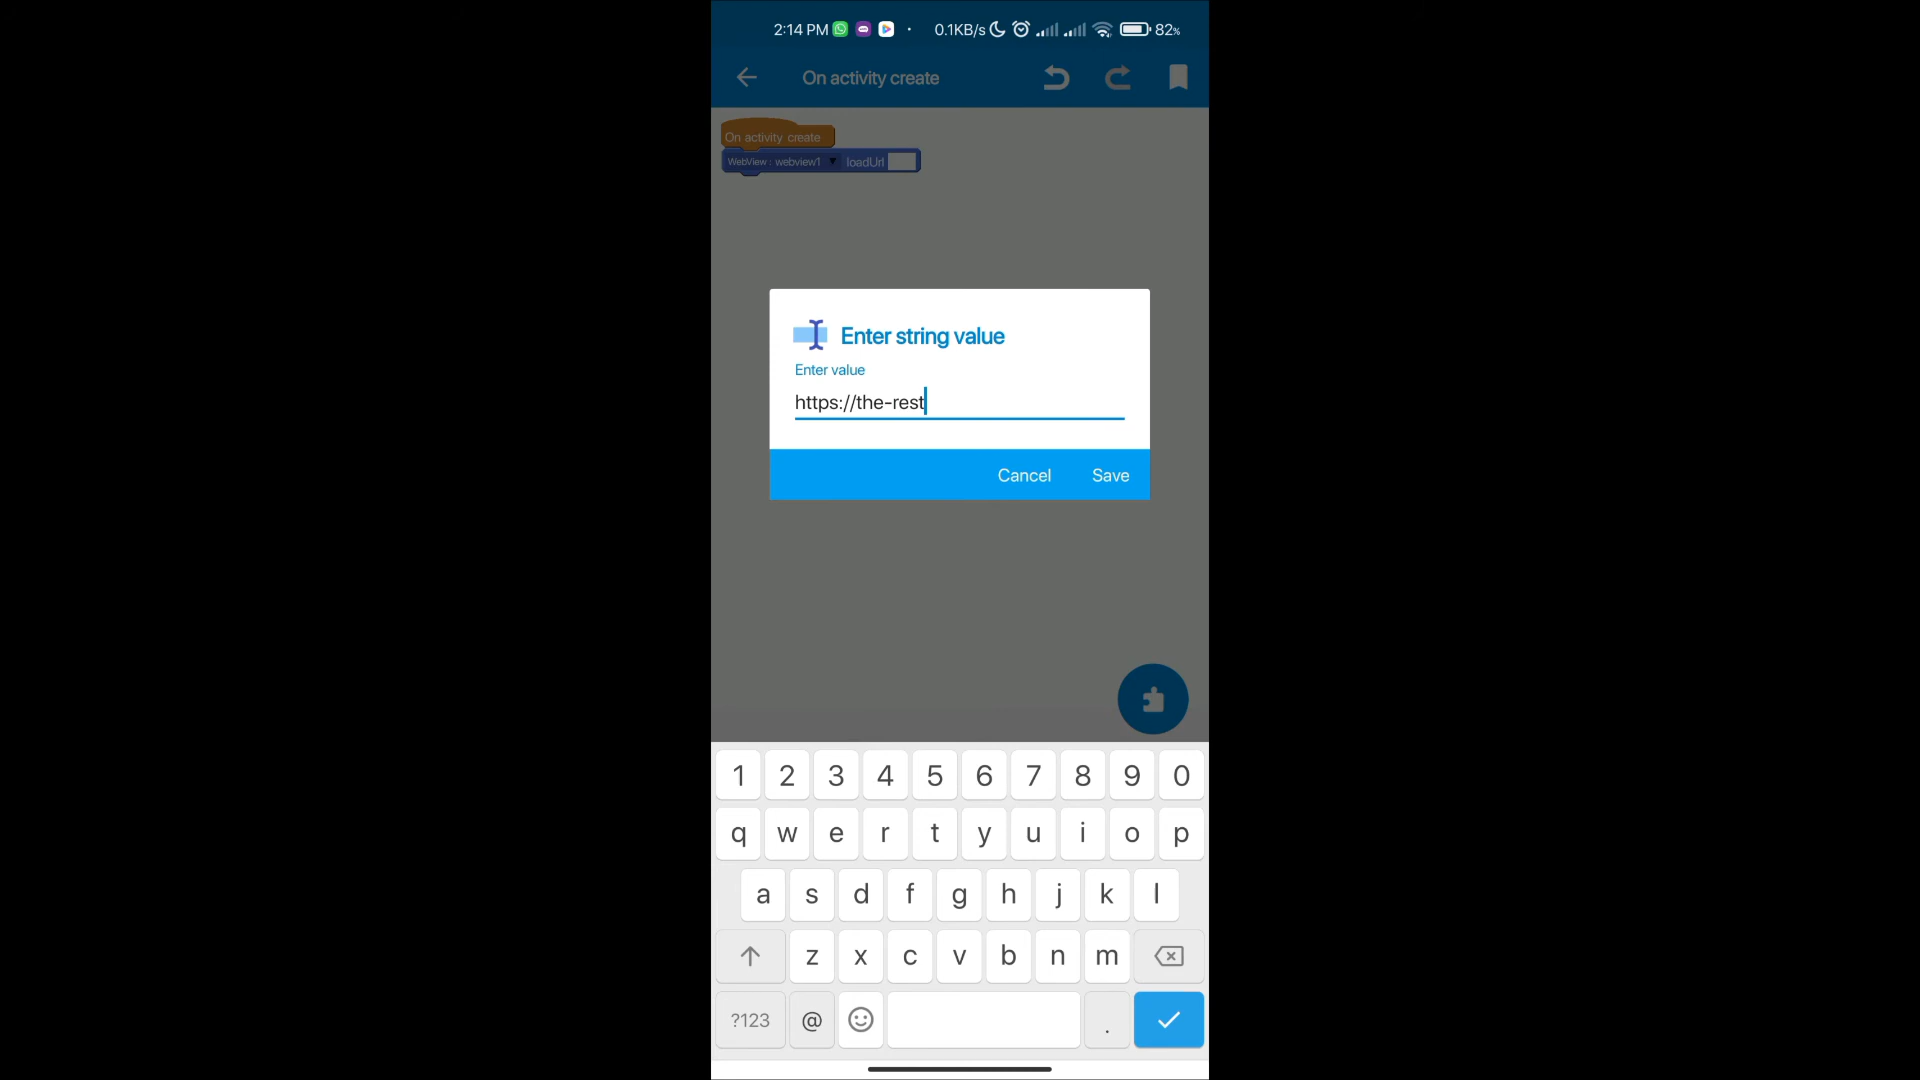 2:14 PM 0.1KB/s 82%
On activity create
On activity create
WebView : webview1 loadUrl
Enter string value
Enter value
https://the-rest
Cancel Save
1 2 3 4 5 6 7 8 9 0
q w e r t y u i o p
a s d f g h j k l
z x c v b n m
?123 @ .